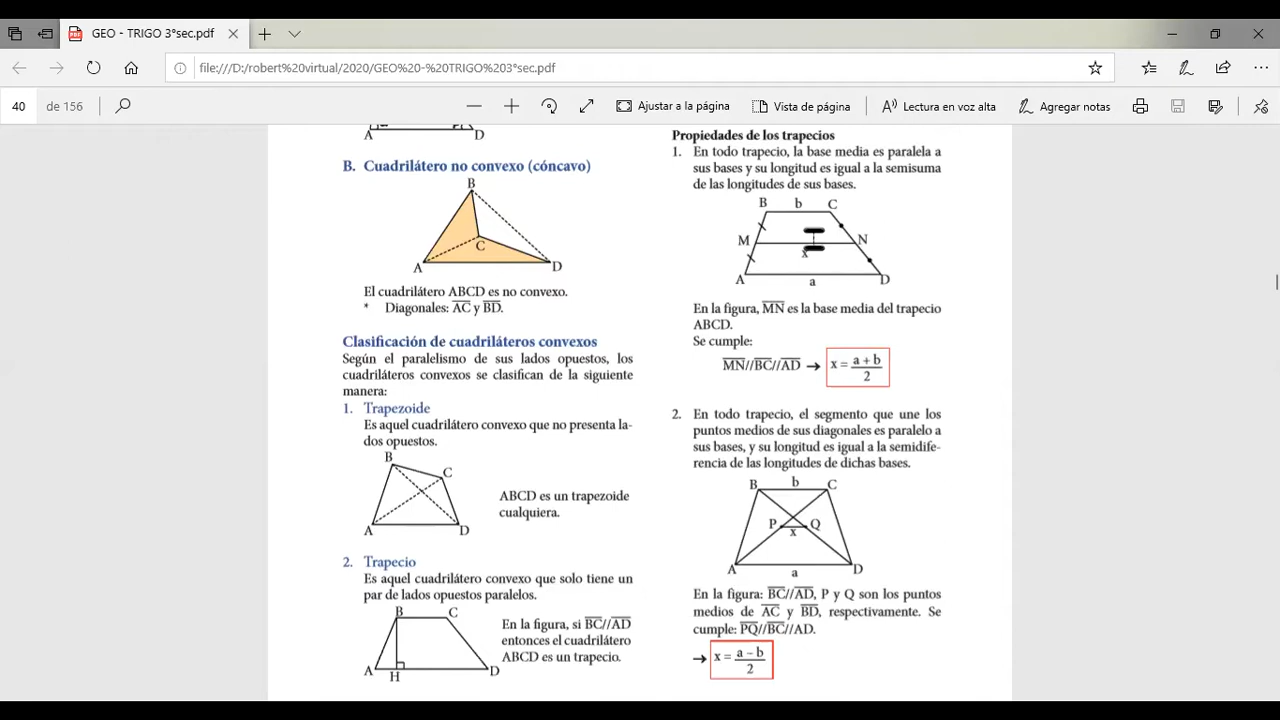 GEO - TRIGO 3°sec.pdf
file:///D:/robert%20virtual/2020/GEO%20-%20TRIGO%203°sec.pdf
40 de 156
Ajustar a la página
Vista de página
Lectura en voz alta
Agregar notas
A D
B. Cuadrilátero no convexo (cóncavo)
B
C
A D
El cuadrilátero ABCD es no convexo.
* Diagonales: AC y BD.
Clasificación de cuadriláteros convexos
Según el paralelismo de sus lados opuestos, los
cuadriláteros convexos se clasifican de la siguiente
manera:
1. Trapezoide
Es aquel cuadrilátero convexo que no presenta la-
dos opuestos.
B
C
A D
ABCD es un trapezoide
cualquiera.
2. Trapecio
Es aquel cuadrilátero convexo que solo tiene un
par de lados opuestos paralelos.
B C
A H D
En la figura, si BC//AD
entonces el cuadrilátero
ABCD es un trapecio.
Propiedades de los trapecios
1. En todo trapecio, la base media es paralela a
sus bases y su longitud es igual a la semisuma
de las longitudes de sus bases.
B b C
M N
x
A a D
En la figura, MN es la base media del trapecio
ABCD.
Se cumple:
MN//BC//AD → x = a + b
2
2. En todo trapecio, el segmento que une los
puntos medios de sus diagonales es paralelo a
sus bases, y su longitud es igual a la semidife-
rencia de las longitudes de dichas bases.
B b C
P Q
x
A a D
En la figura: BC//AD, P y Q son los puntos
medios de AC y BD, respectivamente. Se
cumple: PQ//BC//AD.
→ x = a - b
2